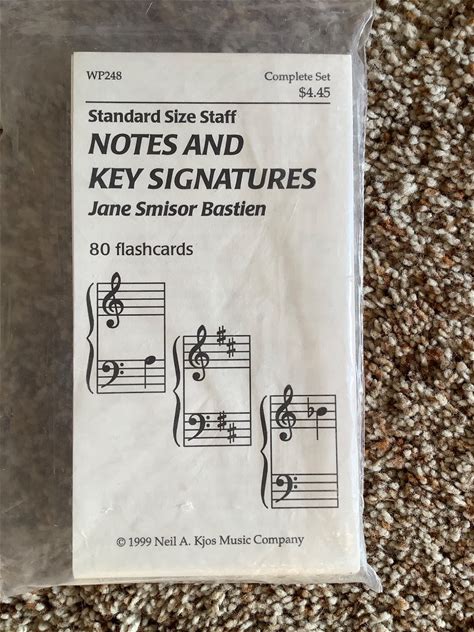 WP248
Complete Set
$4.45
Standard Size Staff
NOTES AND
KEY SIGNATURES
Jane Smisor Bastien
80 flashcards
© 1999 Neil A. Kjos Music Company